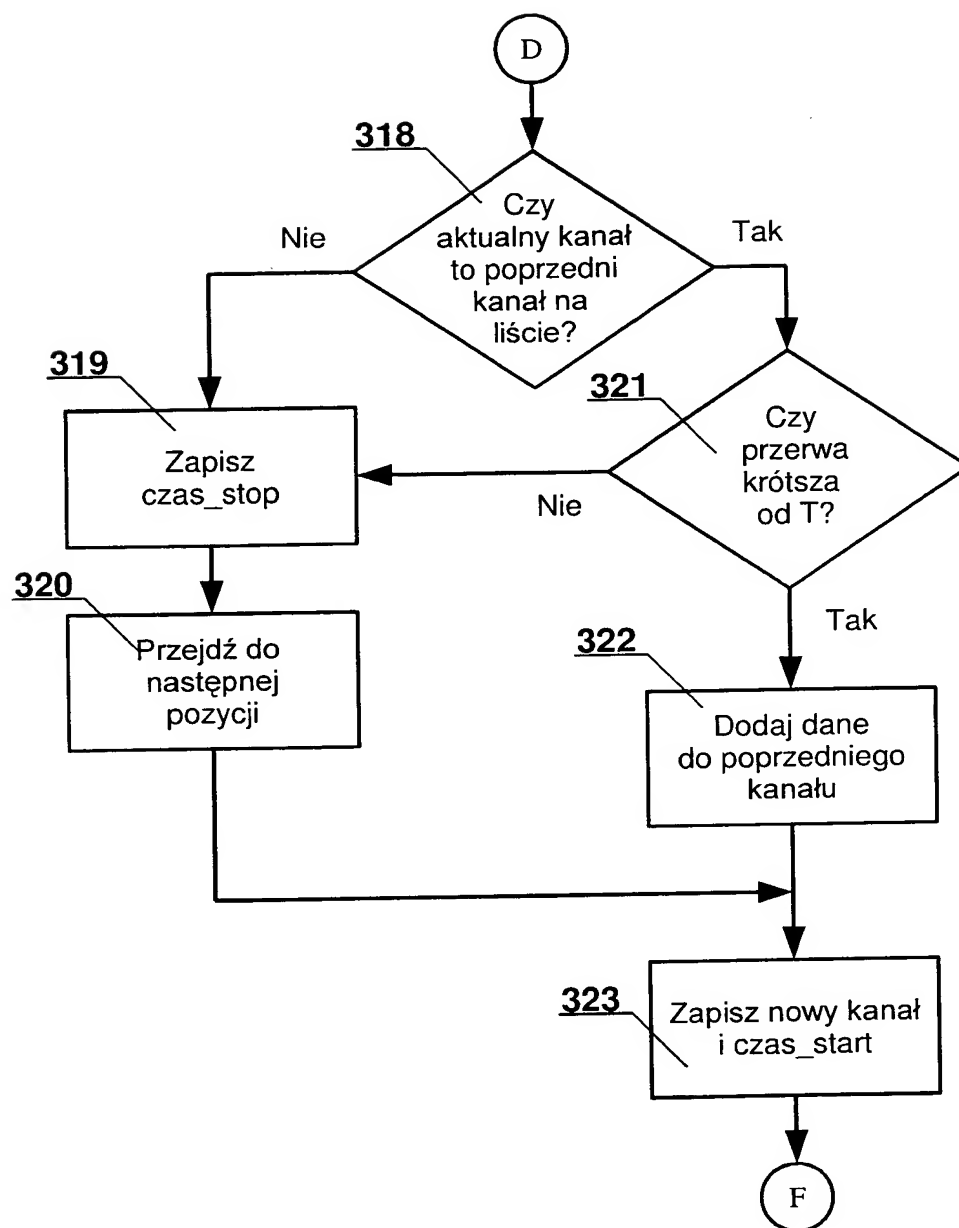 D
318
Czy
aktualny kanał
to poprzedni
kanał na
liście?
Nie
Tak
319
Zapisz
czas_stop
321
Czy
przerwa
krótsza
od T?
Nie
Tak
320
Przejdź do
następnej
pozycji
322
Dodaj dane
do poprzedniego
kanału
323
Zapisz nowy kanał
i czas_start
F